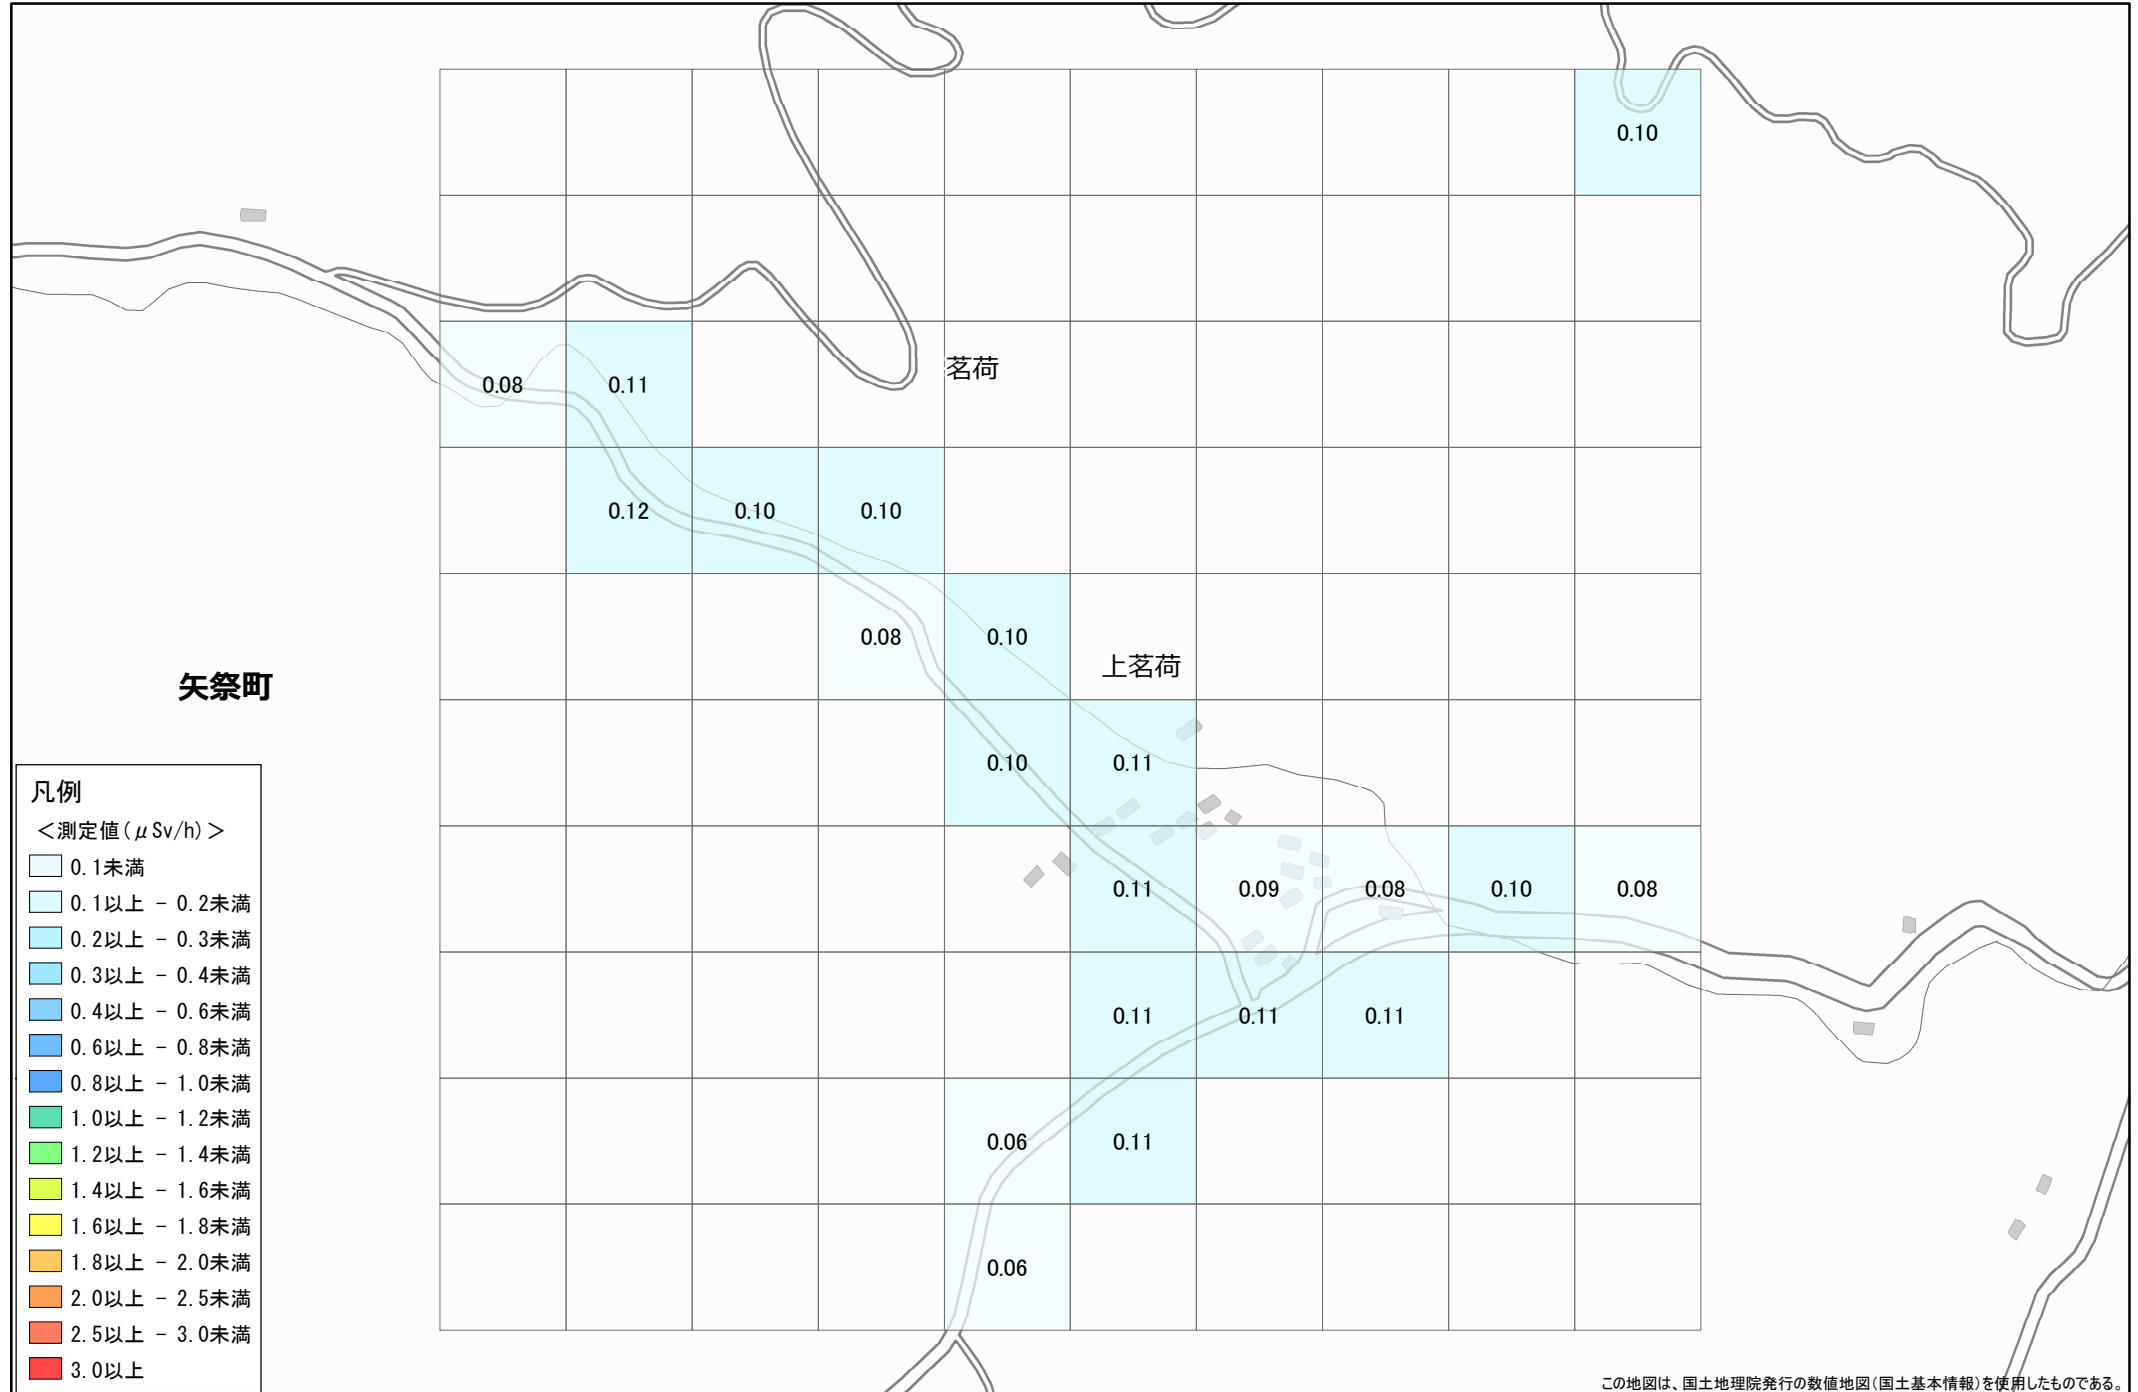 0.10
茗荷
0.08 0.11
0.12 0.10 0.10
0.08 0.10
上茗荷
矢祭町
0.10 0.11
0.11 0.09 0.08 0.10 0.08
0.11 0.11 0.11
0.06 0.11
0.06
凡例
＜測定値(μSv/h)＞
0.1未満
0.1以上 － 0.2未満
0.2以上 － 0.3未満
0.3以上 － 0.4未満
0.4以上 － 0.6未満
0.6以上 － 0.8未満
0.8以上 － 1.0未満
1.0以上 － 1.2未満
1.2以上 － 1.4未満
1.4以上 － 1.6未満
1.6以上 － 1.8未満
1.8以上 － 2.0未満
2.0以上 － 2.5未満
2.5以上 － 3.0未満
3.0以上
この地図は、国土地理院発行の数値地図（国土基本情報）を使用したものである。